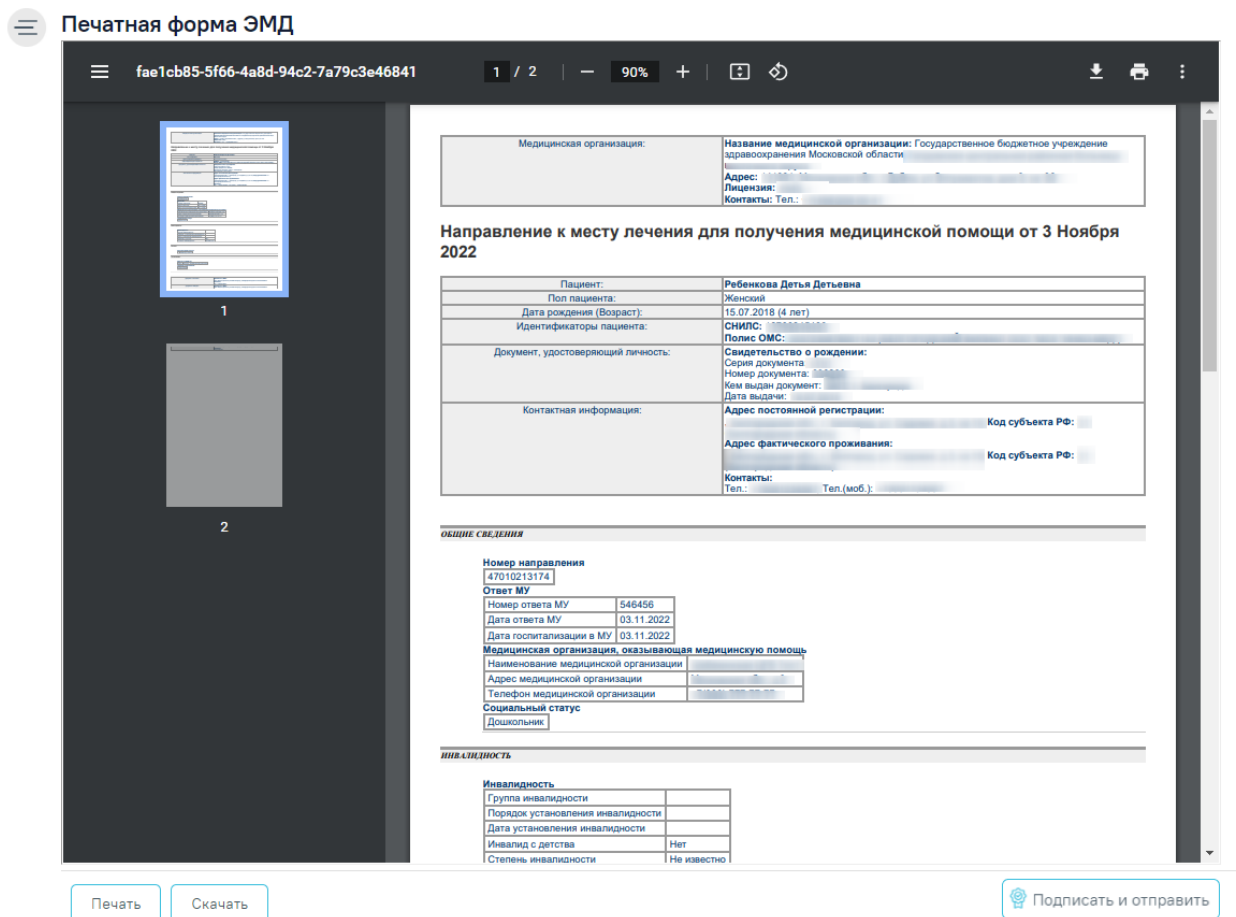 Печатная форма ЭМД
fae1cb85-5f66-4a8d-94c2-7a79c3e46841
1 / 2
90%
1
2
Медицинская организация:
Название медицинской организации: Государственное бюджетное учреждение
здравоохранения Московской области
Адрес:
Лицензия:
Контакты: Тел.:
Направление к месту лечения для получения медицинской помощи от 3 Ноября
2022
Пациент: Ребенкова Детья Детьевна
Пол пациента: Женский
Дата рождения (Возраст): 15.07.2018 (4 лет)
Идентификаторы пациента: СНИЛС:
Полис ОМС:
Документ, удостоверяющий личность: Свидетельство о рождении:
Серия документа
Номер документа:
Кем выдан документ:
Дата выдачи:
Контактная информация: Адрес постоянной регистрации:
Код субъекта РФ:
Адрес фактического проживания:
Код субъекта РФ:
Контакты:
Тел.: Тел.(моб.):
ОБЩИЕ СВЕДЕНИЯ
Номер направления
47010213174
Ответ МУ
Номер ответа МУ 546456
Дата ответа МУ 03.11.2022
Дата госпитализации в МУ 03.11.2022
Медицинская организация, оказывающая медицинскую помощь
Наименование медицинской организации
Адрес медицинской организации
Телефон медицинской организации
Социальный статус
Дошкольник
ИНВАЛИДНОСТЬ
Инвалидность
Группа инвалидности
Порядок установления инвалидности
Дата установления инвалидности
Инвалид с детства Нет
Степень инвалидности Не известно
Печать
Скачать
Подписать и отправить